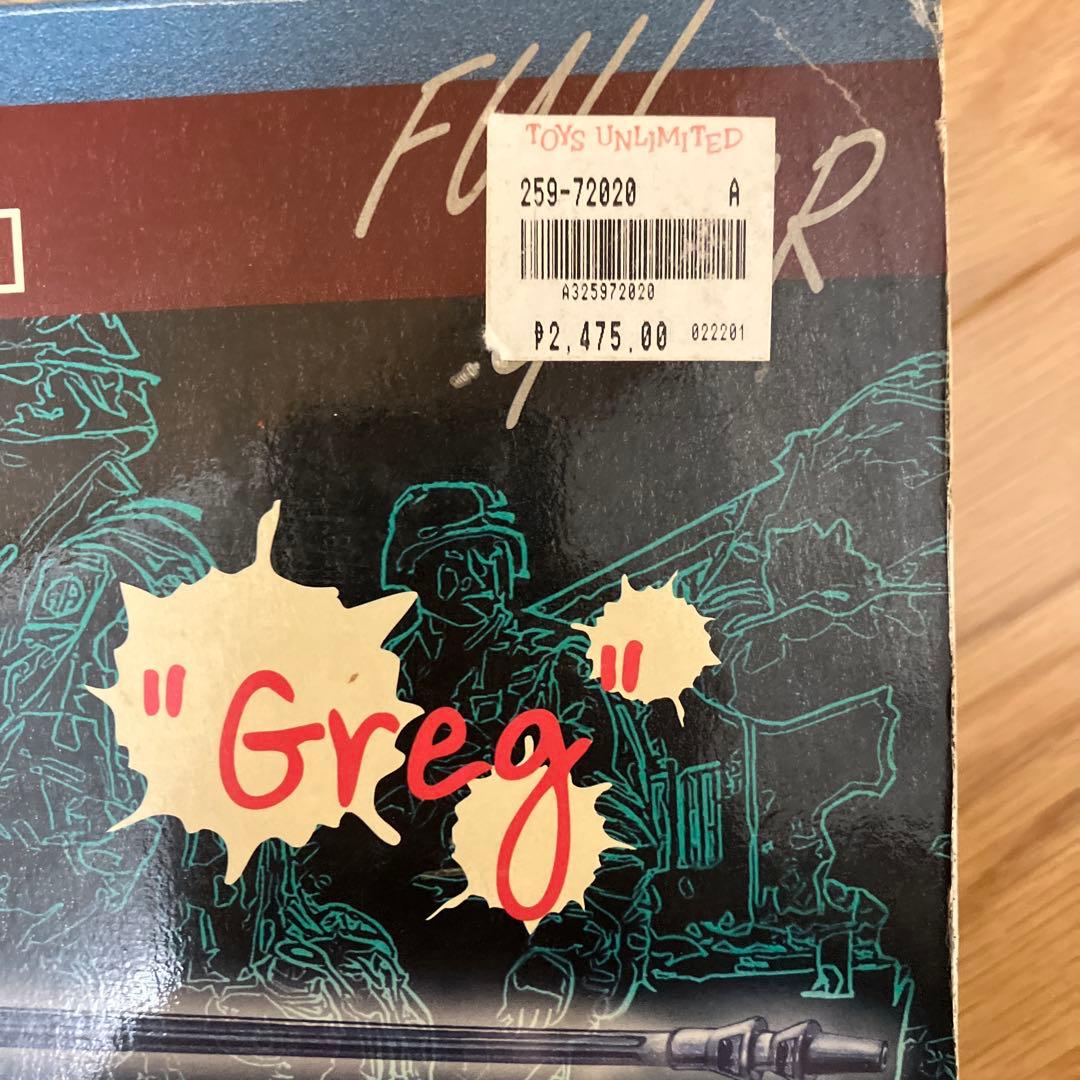 TOYS UNLIMITED
259-72020 A
A325972020
₱2,475.00 022201
"Greg"